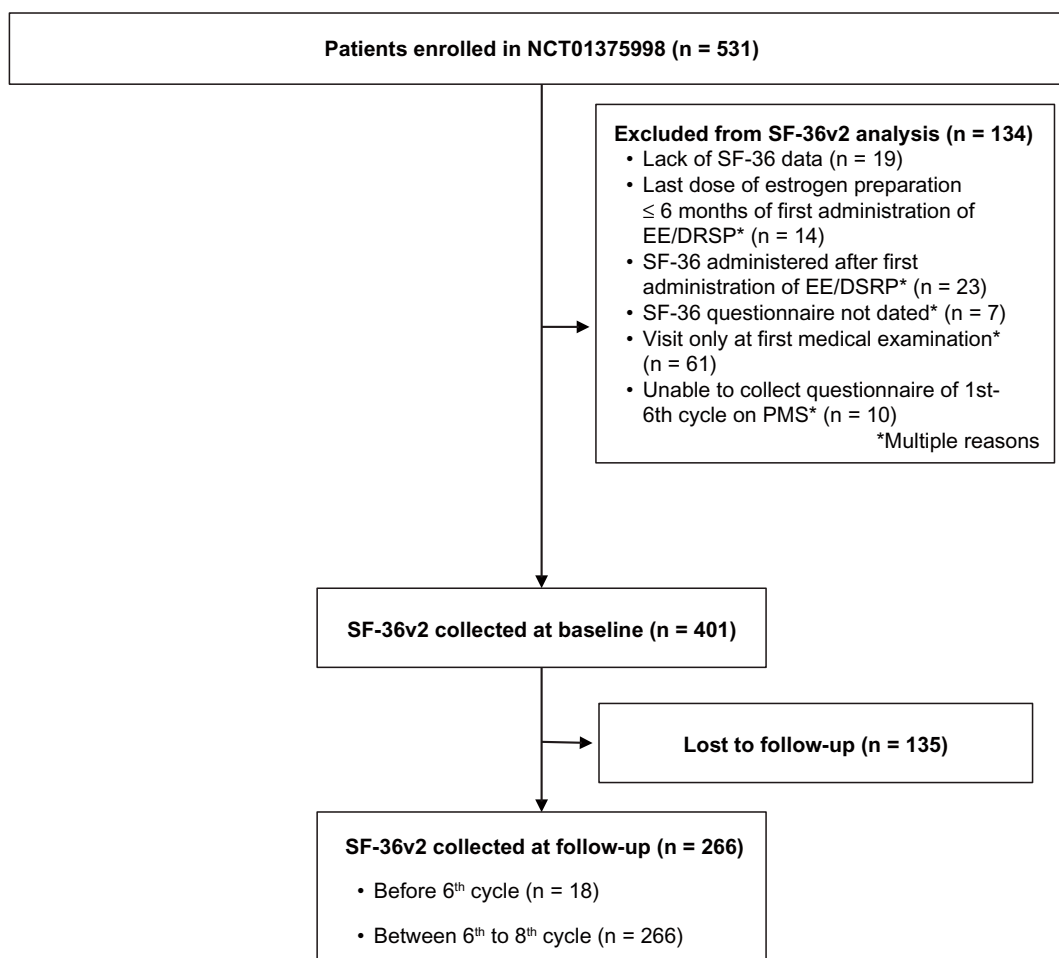 Patients enrolled in NCT01375998 (n = 531)
Excluded from SF-36v2 analysis (n = 134)
• Lack of SF-36 data (n = 19)
• Last dose of estrogen preparation
≤ 6 months of first administration of
EE/DRSP* (n = 14)
• SF-36 administered after first
administration of EE/DSRP* (n = 23)
• SF-36 questionnaire not dated* (n = 7)
• Visit only at first medical examination*
(n = 61)
• Unable to collect questionnaire of 1st-
6th cycle on PMS* (n = 10)
*Multiple reasons
SF-36v2 collected at baseline (n = 401)
Lost to follow-up (n = 135)
SF-36v2 collected at follow-up (n = 266)
• Before 6th cycle (n = 18)
• Between 6th to 8th cycle (n = 266)